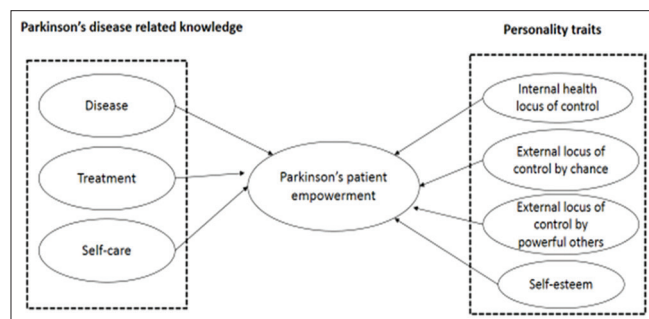 Parkinson's disease related knowledge
Personality traits
Disease
Treatment
Self-care
Parkinson's patient
empowerment
Internal health
locus of control
External locus of
control by chance
External locus of
control by
powerful others
Self-esteem